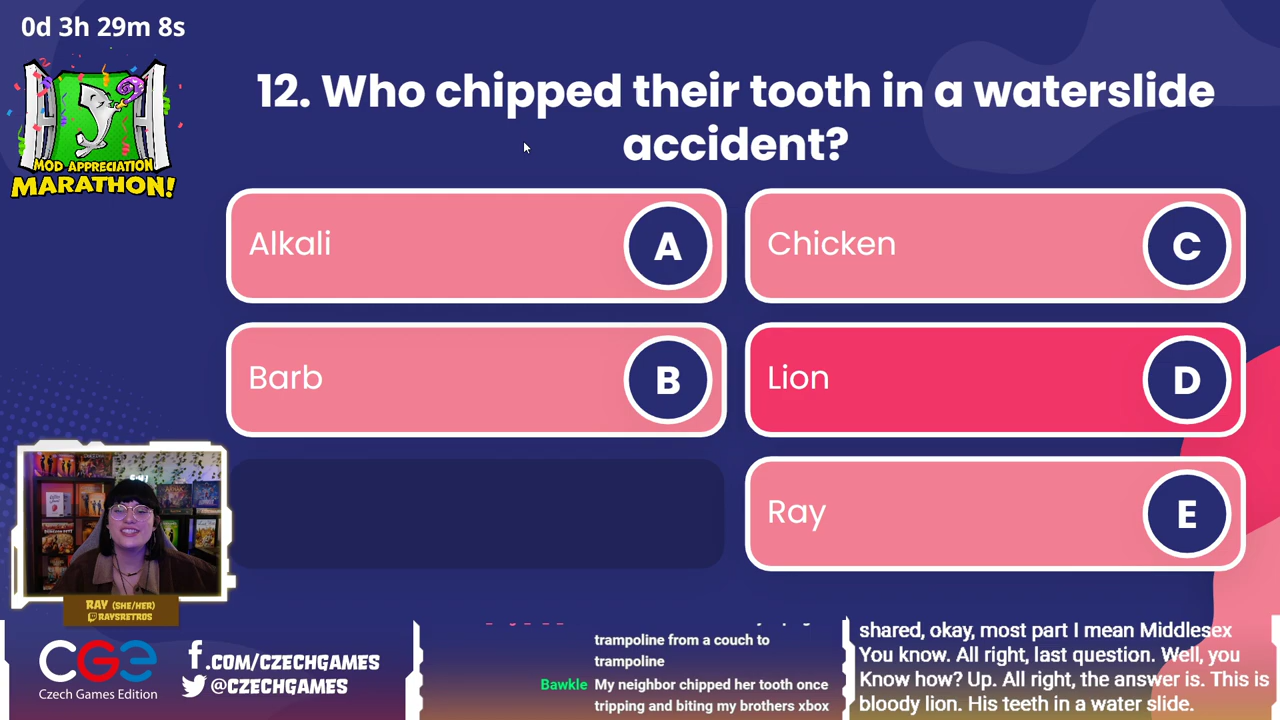 0d 3h 29m 8s
MOD APPRECIATION
MARATHON!
12. Who chipped their tooth in a waterslide
accident?
Alkali
A
Chicken
C
Barb
B
Lion
D
Ray
E
RAY (SHE/HER)
RAYSRETROS
CGE
Czech Games Edition
f.COM/CZECHGAMES
@CZECHGAMES
trampoline from a couch to
trampoline
Bawkle My neighbor chipped her tooth once
tripping and biting my brothers xbox
shared, okay, most part I mean Middlesex
You know. All right, last question. Well, you
Know how? Up. All right, the answer is. This is
bloody lion. His teeth in a water slide.